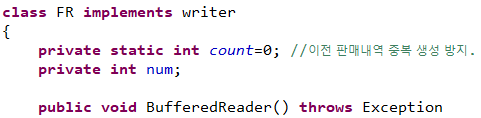 class FR implements writer
{
    private static int count=0; //이전 판매내역 중복 생성 방지.
    private int num;
    public void BufferedReader() throws Exception